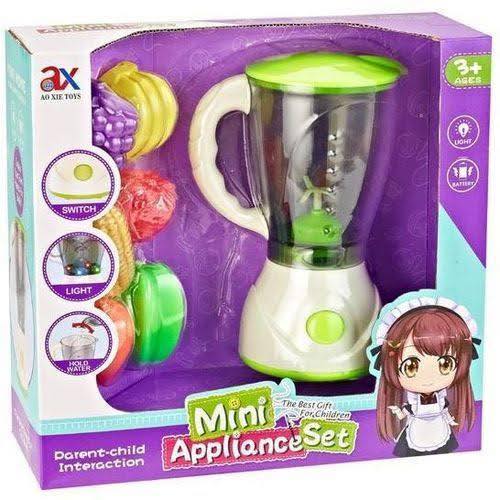 ax
AO XIE TOYS
3+
AGES
LIGHT
BATTERY
SWITCH
LIGHT
HOLD
WATER
The Best Gift
For Children
Mini
Appliance Set
Parent-child
Interaction